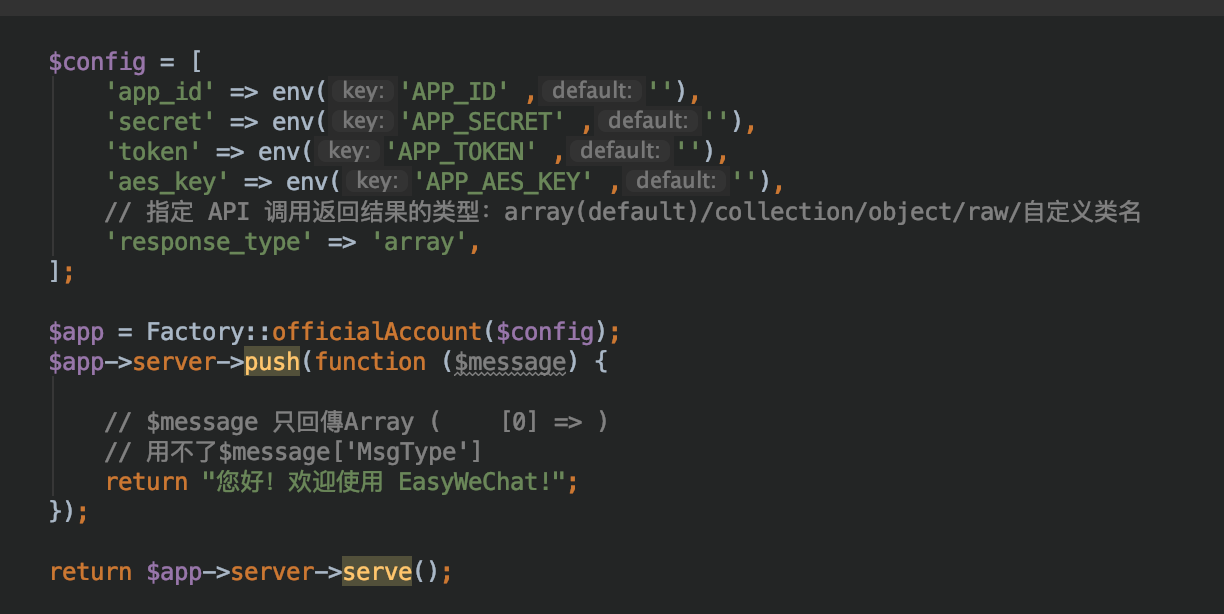 $config = [
'app_id' => env( key: 'APP_ID' , default: ''),
'secret' => env( key: 'APP_SECRET' , default: ''),
'token' => env( key: 'APP_TOKEN' , default: ''),
'aes_key' => env( key: 'APP_AES_KEY' , default: ''),
// 指定 API 调用返回结果的类型：array(default)/collection/object/raw/自定义类名
'response_type' => 'array',
];
$app = Factory::officialAccount($config);
$app->server->push(function ($message) {
// $message 只回傳Array (    [0] => )
// 用不了$message['MsgType']
return "您好！欢迎使用 EasyWeChat!";
});
return $app->server->serve();